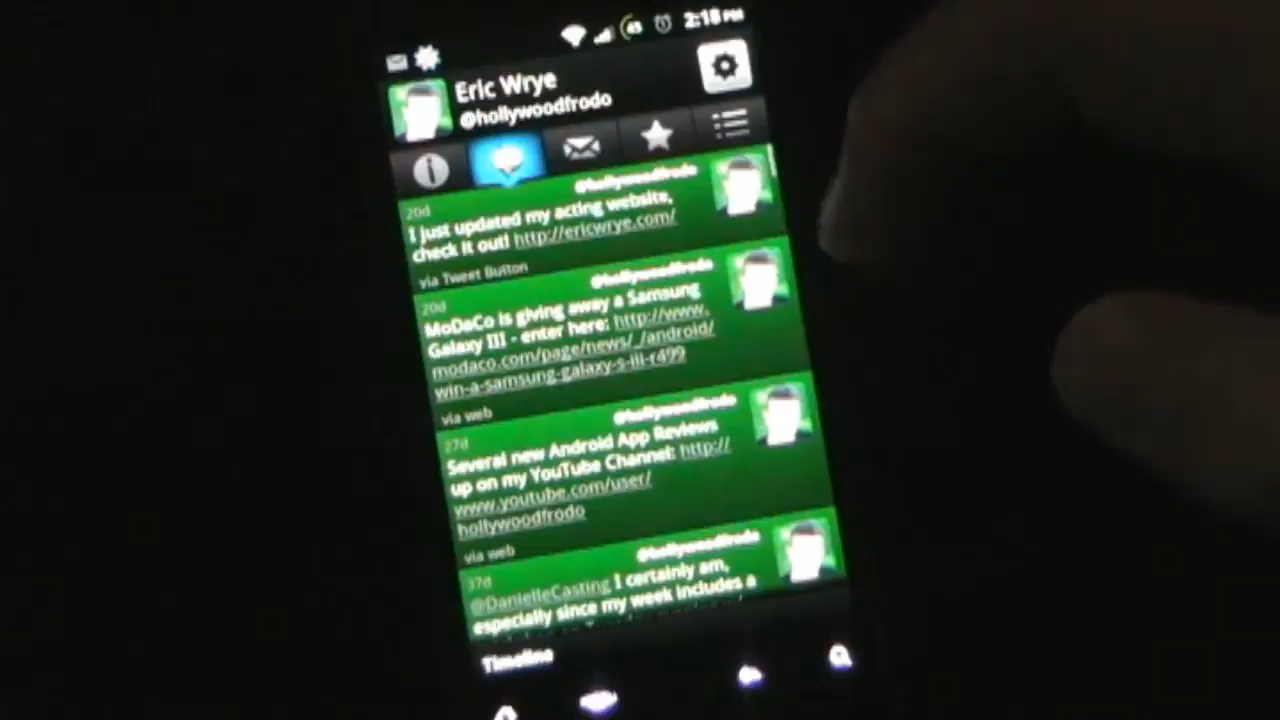 45 2:18 PM
Eric Wrye
@hollywoodfrodo
@hollywoodfrodo
20d
I just updated my acting website,
check it out! http://ericwrye.com/
via Tweet Button
@hollywoodfrodo
20d
MoDaCo is giving away a Samsung
Galaxy III - enter here: http://www.
modaco.com/page/news/_/android/
win-a-samsung-galaxy-s-iii-r499
via web
@hollywoodfrodo
27d
Several new Android App Reviews
up on my YouTube Channel: http://
www.youtube.com/user/
hollywoodfrodo
via web
@hollywoodfrodo
37d
@DanielleCasting I certainly am,
especially since my week includes a
Timeline